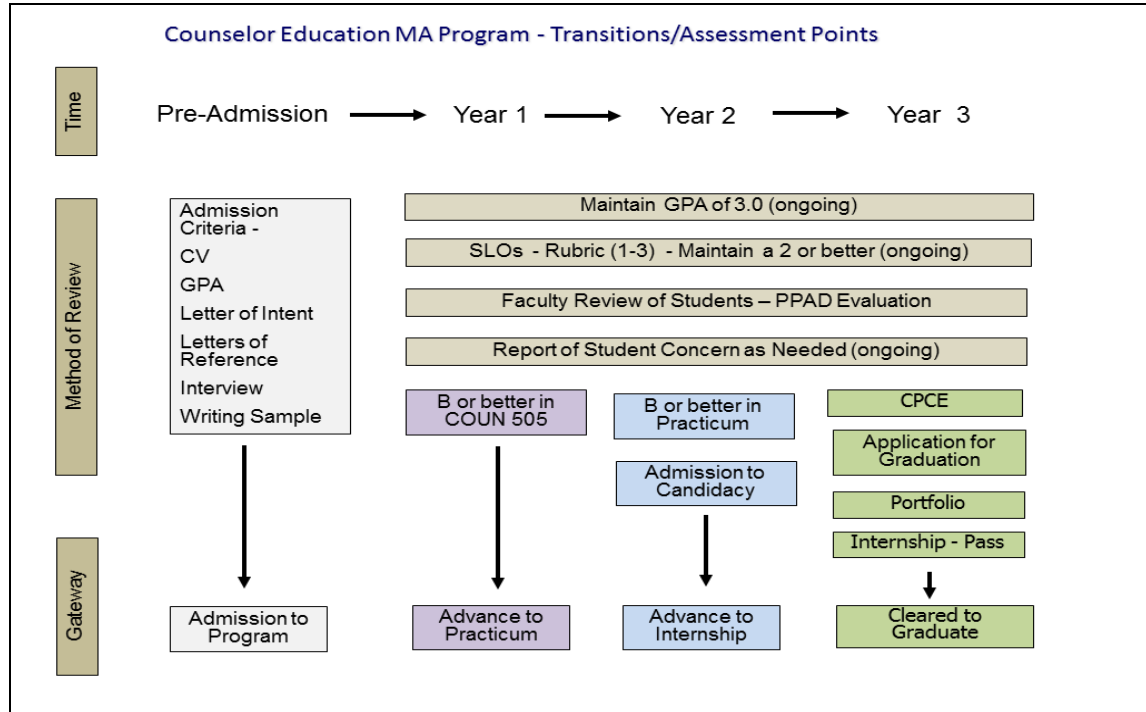 Counselor Education MA Program - Transitions/Assessment Points
Time
Pre-Admission
Year 1
Year 2
Year 3
Method of Review
Admission
Criteria -
CV
GPA
Letter of Intent
Letters of
Reference
Interview
Writing Sample
Maintain GPA of 3.0 (ongoing)
SLOs - Rubric (1-3) - Maintain a 2 or better (ongoing)
Faculty Review of Students – PPAD Evaluation
Report of Student Concern as Needed (ongoing)
B or better in
COUN 505
B or better in
Practicum
Admission to
Candidacy
CPCE
Application for
Graduation
Portfolio
Internship - Pass
Gateway
Admission to
Program
Advance to
Practicum
Advance to
Internship
Cleared to
Graduate